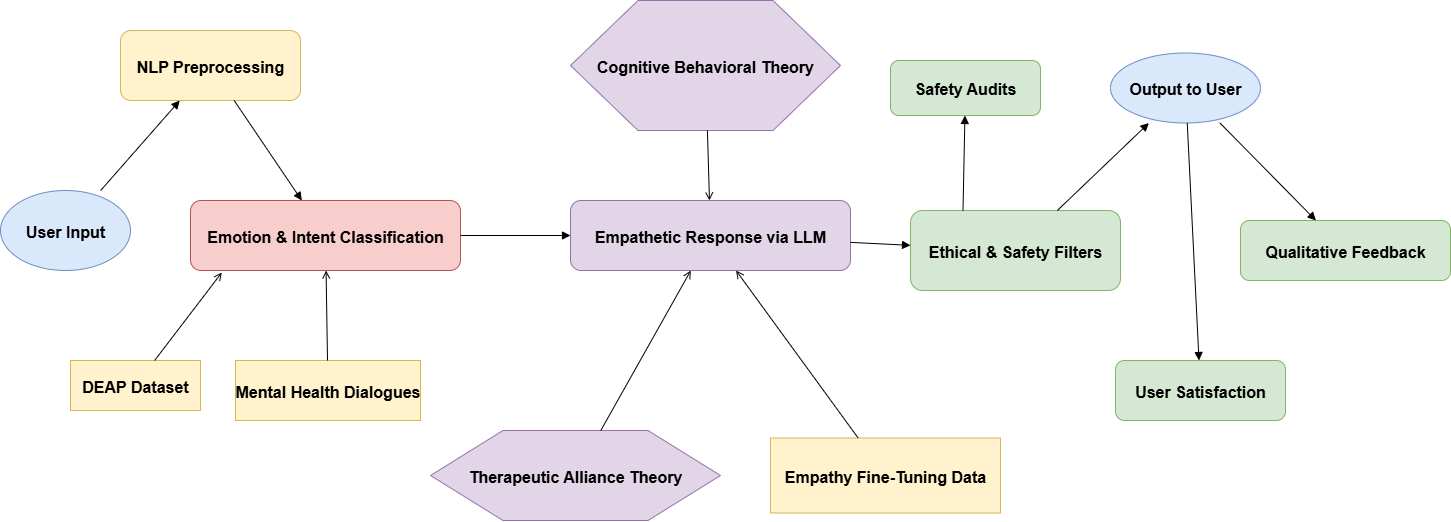 NLP Preprocessing
Cognitive Behavioral Theory
Safety Audits
Output to User
User Input
Emotion & Intent Classification
Empathetic Response via LLM
Ethical & Safety Filters
Qualitative Feedback
DEAP Dataset
Mental Health Dialogues
User Satisfaction
Therapeutic Alliance Theory
Empathy Fine-Tuning Data